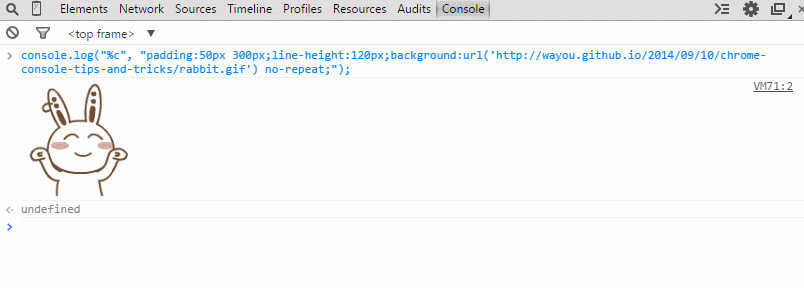 Elements Network Sources Timeline Profiles Resources Audits Console
<top frame>
console.log("%c", "padding:50px 300px;line-height:120px;background:url('http://wayou.github.io/2014/09/10/chrome-
console-tips-and-tricks/rabbit.gif') no-repeat;");
VM71:2
undefined